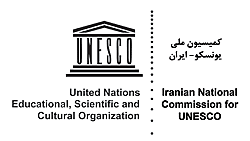 UNESCO
United Nations
Educational, Scientific and
Cultural Organization
کمیسیون ملی
یونسکو-ایران
Iranian National
Commission for
UNESCO